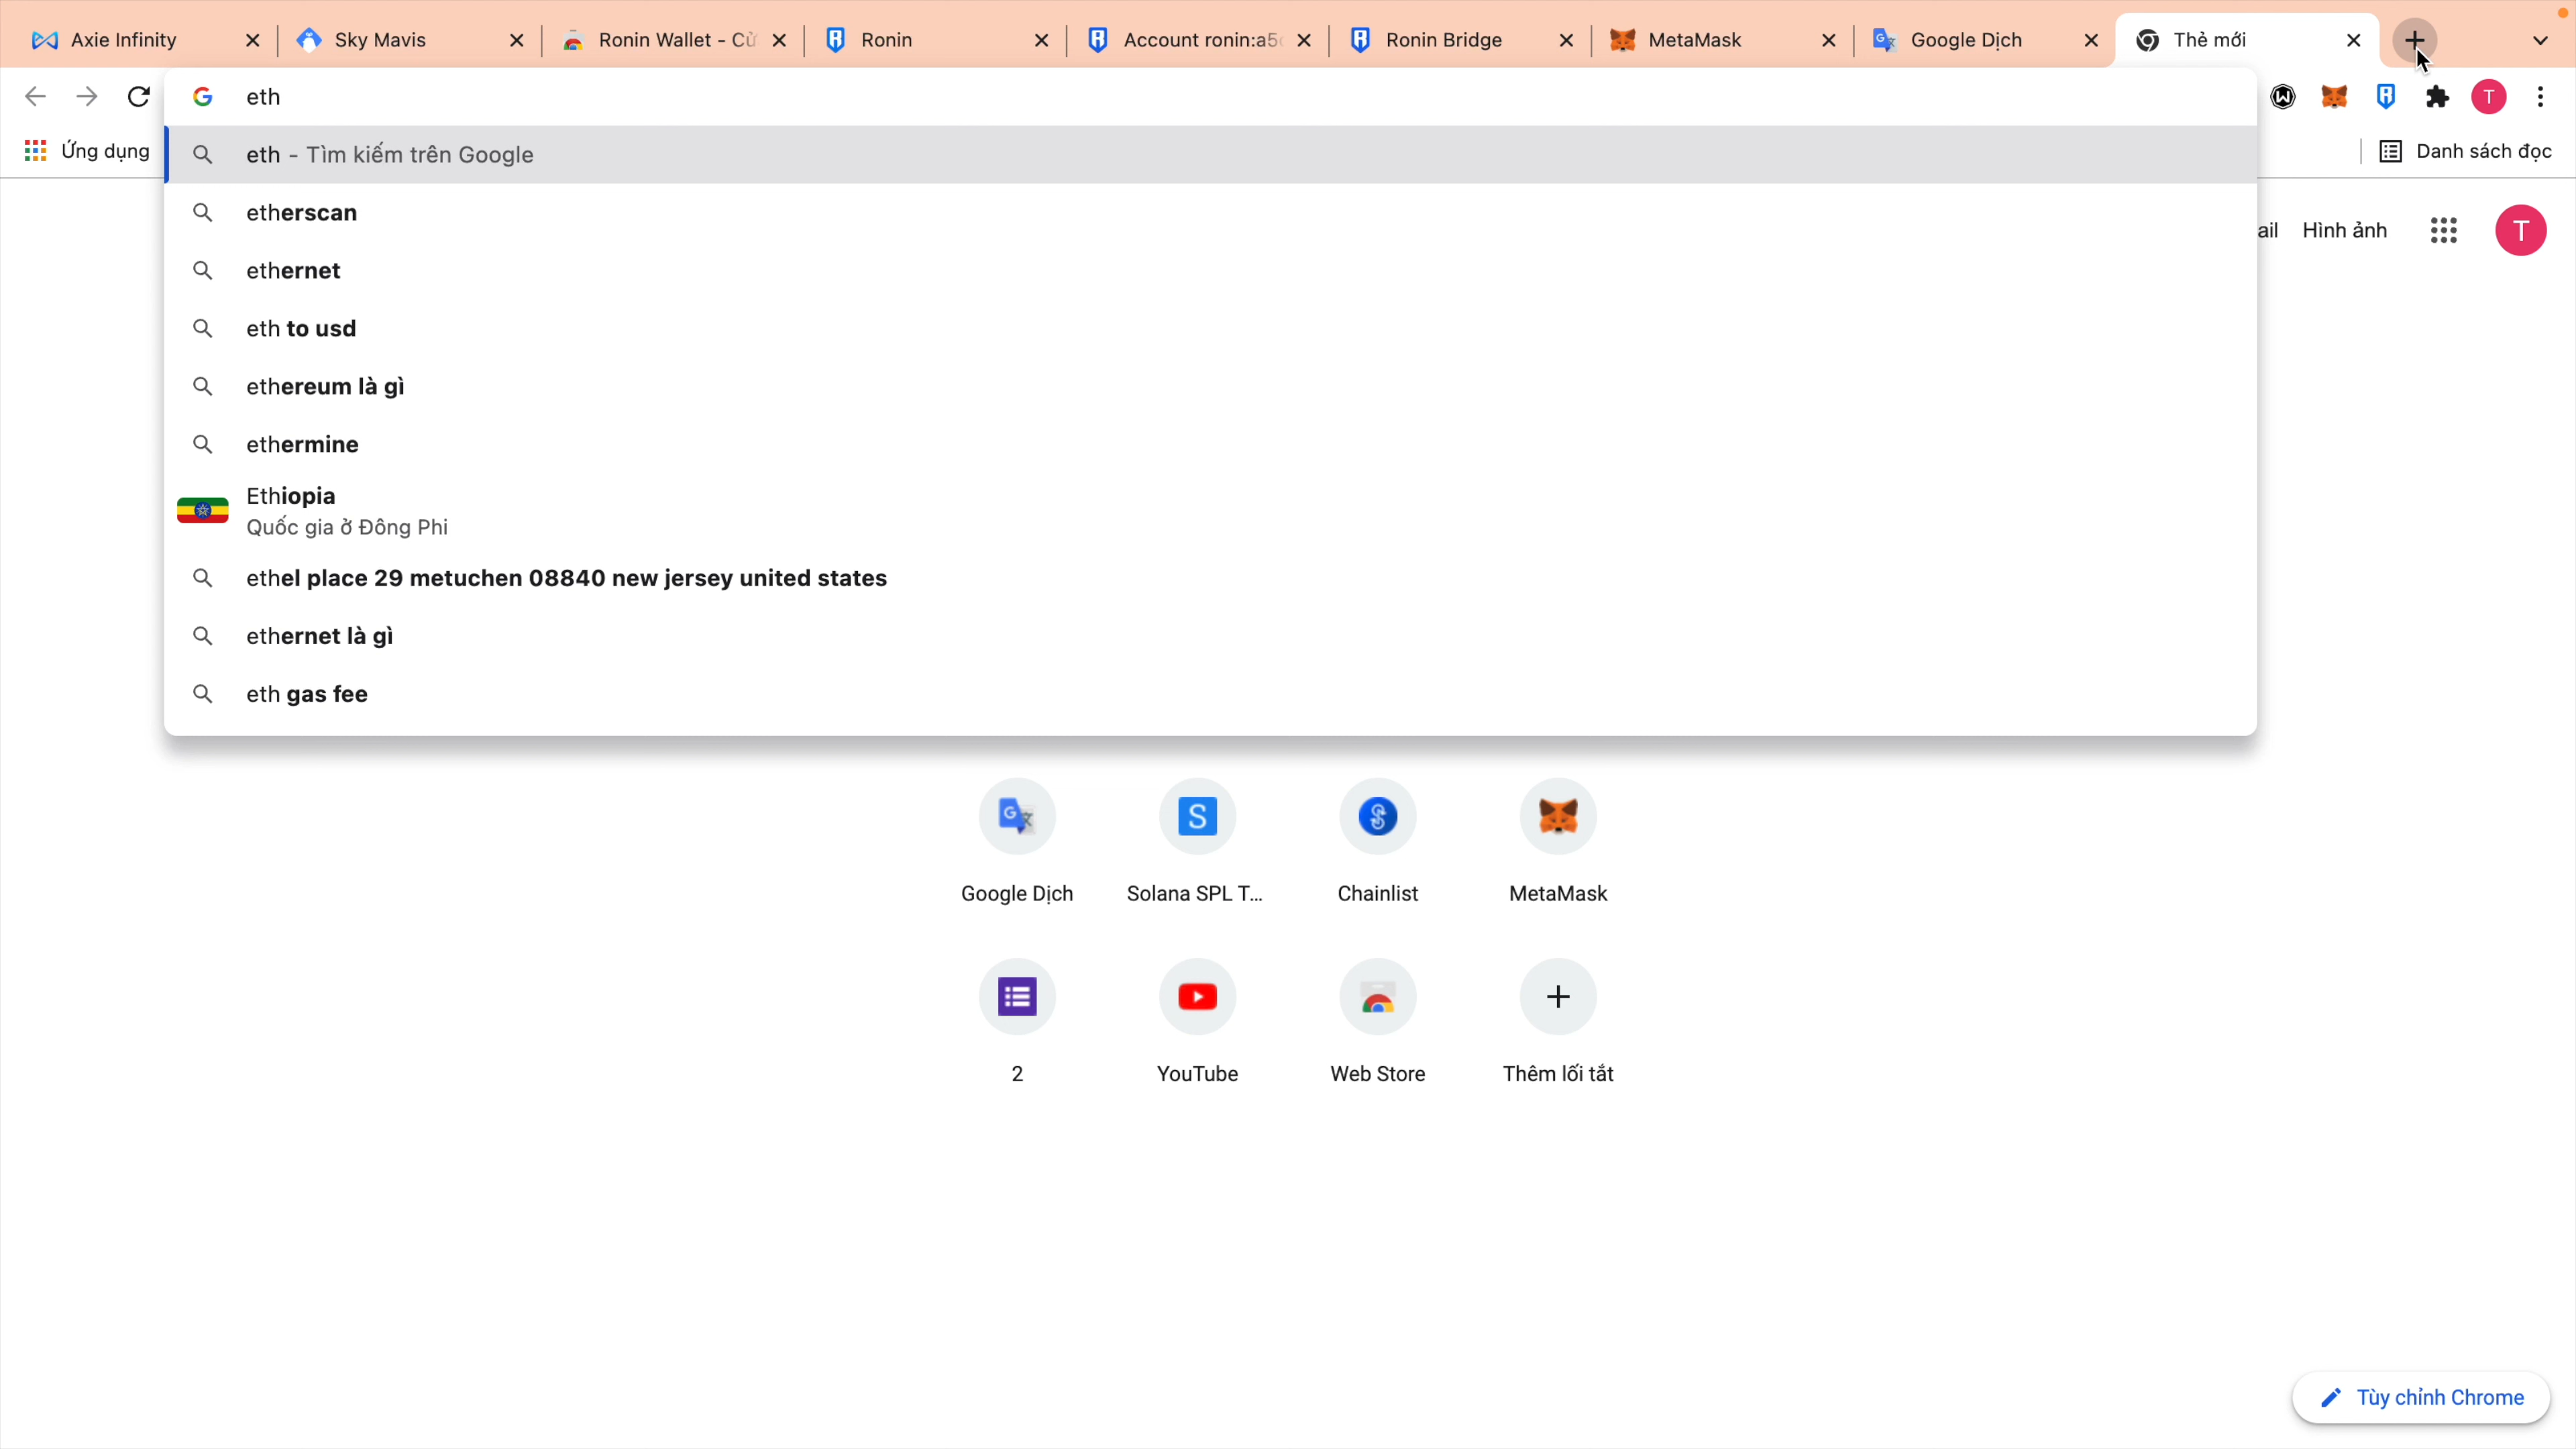 Axie Infinity
Sky Mavis
Ronin Wallet - Cử
Ronin
Account ronin:a5
Ronin Bridge
MetaMask
Google Dịch
Thẻ mới
eth
T
Ứng dụng
eth - Tìm kiếm trên Google
Danh sách đọc
etherscan
ail
Hình ảnh
T
ethernet
eth to usd
ethereum là gì
ethermine
Ethiopia
Quốc gia ở Đông Phi
ethel place 29 metuchen 08840 new jersey united states
ethernet là gì
eth gas fee
Google Dịch
Solana SPL T...
Chainlist
MetaMask
2
YouTube
Web Store
Thêm lối tắt
Tùy chỉnh Chrome